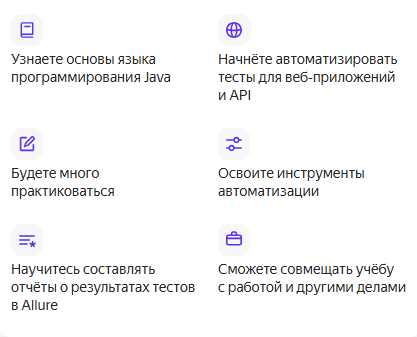 Узнаете основы языка
программирования Java
Начнёте автоматизировать
тесты для веб-приложений
и API
Будете много
практиковаться
Освоите инструменты
автоматизации
Научитесь составлять
отчёты о результатах тестов
в Allure
Сможете совмещать учёбу
с работой и другими делами